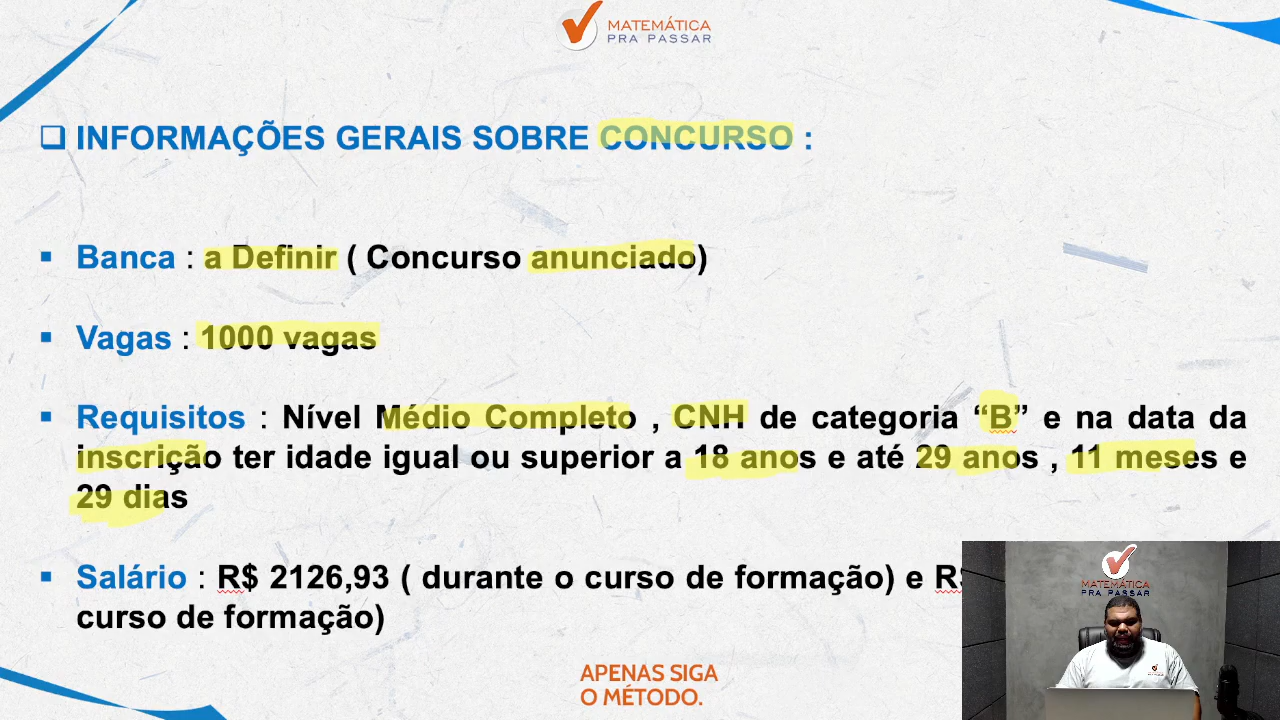 MATEMÁTICA
PRA PASSAR
❑ INFORMAÇÕES GERAIS SOBRE CONCURSO :
▪ Banca : a Definir ( Concurso anunciado)
▪ Vagas : 1000 vagas
▪ Requisitos : Nível Médio Completo , CNH de categoria “B” e na data da
inscrição ter idade igual ou superior a 18 anos e até 29 anos , 11 meses e
29 dias
▪ Salário : R$ 2126,93 ( durante o curso de formação) e R$
curso de formação)
MATEMÁTICA
PRA PASSAR
APENAS SIGA
O MÉTODO.